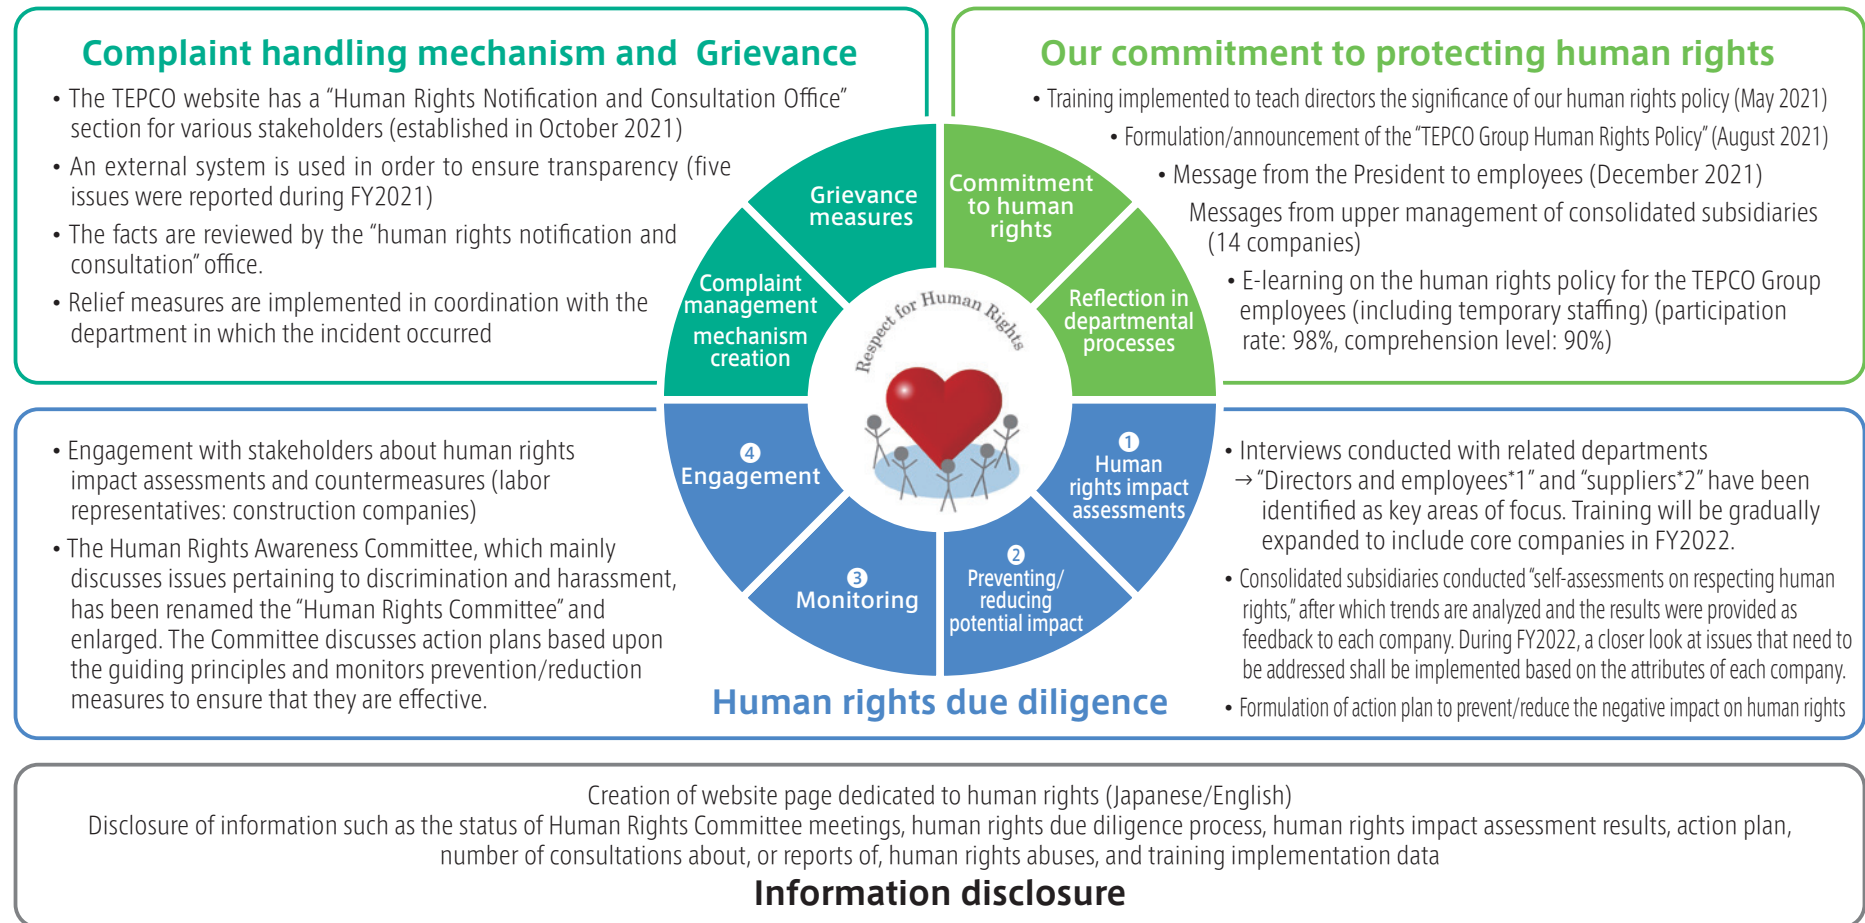 Complaint handling mechanism and Grievance
• The TEPCO website has a “Human Rights Notification and Consultation Office”
section for various stakeholders (established in October 2021)
• An external system is used in order to ensure transparency (five
issues were reported during FY2021)
• The facts are reviewed by the “human rights notification and
consultation” office.
• Relief measures are implemented in coordination with the
department in which the incident occurred
Our commitment to protecting human rights
• Training implemented to teach directors the significance of our human rights policy (May 2021)
• Formulation/announcement of the “TEPCO Group Human Rights Policy” (August 2021)
• Message from the President to employees (December 2021)
Messages from upper management of consolidated subsidiaries
(14 companies)
• E-learning on the human rights policy for the TEPCO Group
employees (including temporary staffing) (participation
rate: 98%, comprehension level: 90%)
Grievance
measures
Commitment
to human
rights
Complaint
management
mechanism
creation
Reflection in
departmental
processes
Respect for Human Rights
❹
Engagement
❶
Human
rights impact
assessments
❸
Monitoring
❷
Preventing/
reducing
potential impact
• Engagement with stakeholders about human rights
impact assessments and countermeasures (labor
representatives: construction companies)
• The Human Rights Awareness Committee, which mainly
discusses issues pertaining to discrimination and harassment,
has been renamed the “Human Rights Committee” and
enlarged. The Committee discusses action plans based upon
the guiding principles and monitors prevention/reduction
measures to ensure that they are effective.
• Interviews conducted with related departments
→ “Directors and employees*1” and “suppliers*2” have been
identified as key areas of focus. Training will be gradually
expanded to include core companies in FY2022.
• Consolidated subsidiaries conducted “self-assessments on respecting human
rights,” after which trends are analyzed and the results were provided as
feedback to each company. During FY2022, a closer look at issues that need to
be addressed shall be implemented based on the attributes of each company.
• Formulation of action plan to prevent/reduce the negative impact on human rights
Human rights due diligence
Creation of website page dedicated to human rights (Japanese/English)
Disclosure of information such as the status of Human Rights Committee meetings, human rights due diligence process, human rights impact assessment results, action plan,
number of consultations about, or reports of, human rights abuses, and training implementation data
Information disclosure